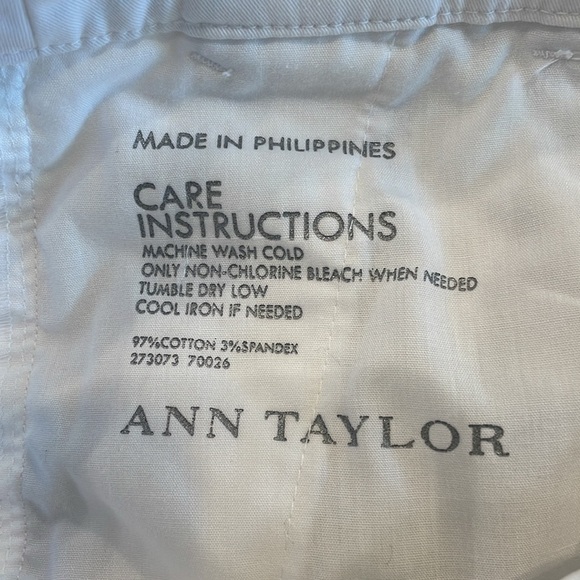 MADE IN PHILIPPINES
CARE
INSTRUCTIONS
MACHINE WASH COLD
ONLY NON-CHLORINE BLEACH WHEN NEEDED
TUMBLE DRY LOW
COOL IRON IF NEEDED
97%COTTON 3%SPANDEX
273073 70026
ANN TAYLOR